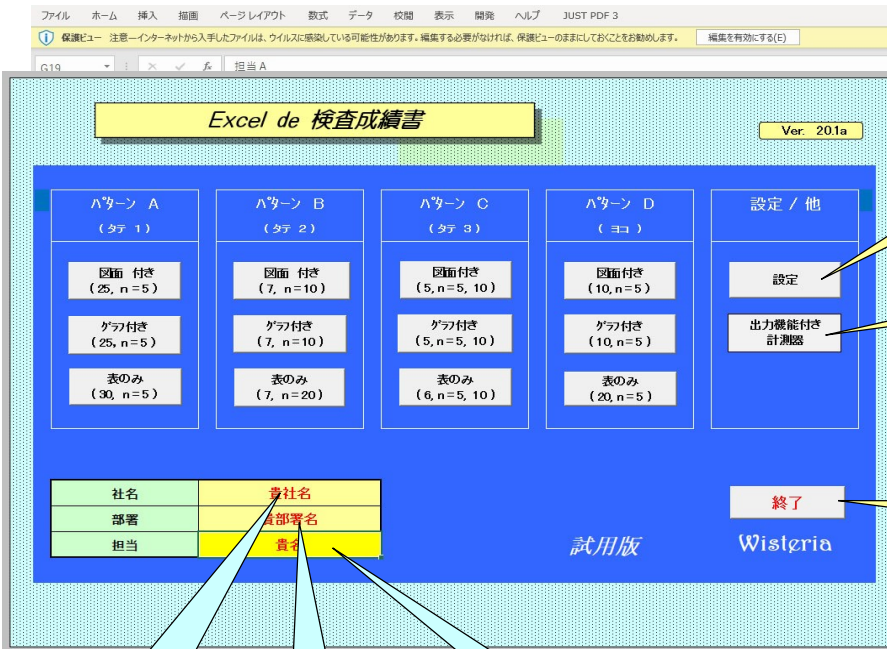 ファイル ホーム 挿入 描画 ページ レイアウト 数式 データ 校閲 表示 開発 ヘルプ JUST PDF 3
保護ビュー 注意―インターネットから入手したファイルは、ウイルスに感染している可能性があります。編集する必要がなければ、保護ビューのままにしておくことをお勧めします。 編集を有効にする(E)
G19 fx 担当A
Excel de 検査成績書
Ver. 20.1a
パターン A
(タテ 1)
図面 付き
(25, n=5)
グラフ付き
(25, n=5)
表のみ
(30, n=5)
パターン B
(タテ 2)
図面 付き
(7, n=10)
グラフ付き
(7, n=10)
表のみ
(7, n=20)
パターン C
(タテ 3)
図面付き
(5, n=5, 10)
グラフ付き
(5, n=5, 10)
表のみ
(6, n=5, 10)
パターン D
(ヨコ)
図面付き
(10, n=5)
グラフ付き
(10, n=5)
表のみ
(20, n=5)
設定 / 他
設定
出力機能付き
計測器
社名 貴社名
部署 貴部署名
担当 貴名
終了
試用版
Wisteria